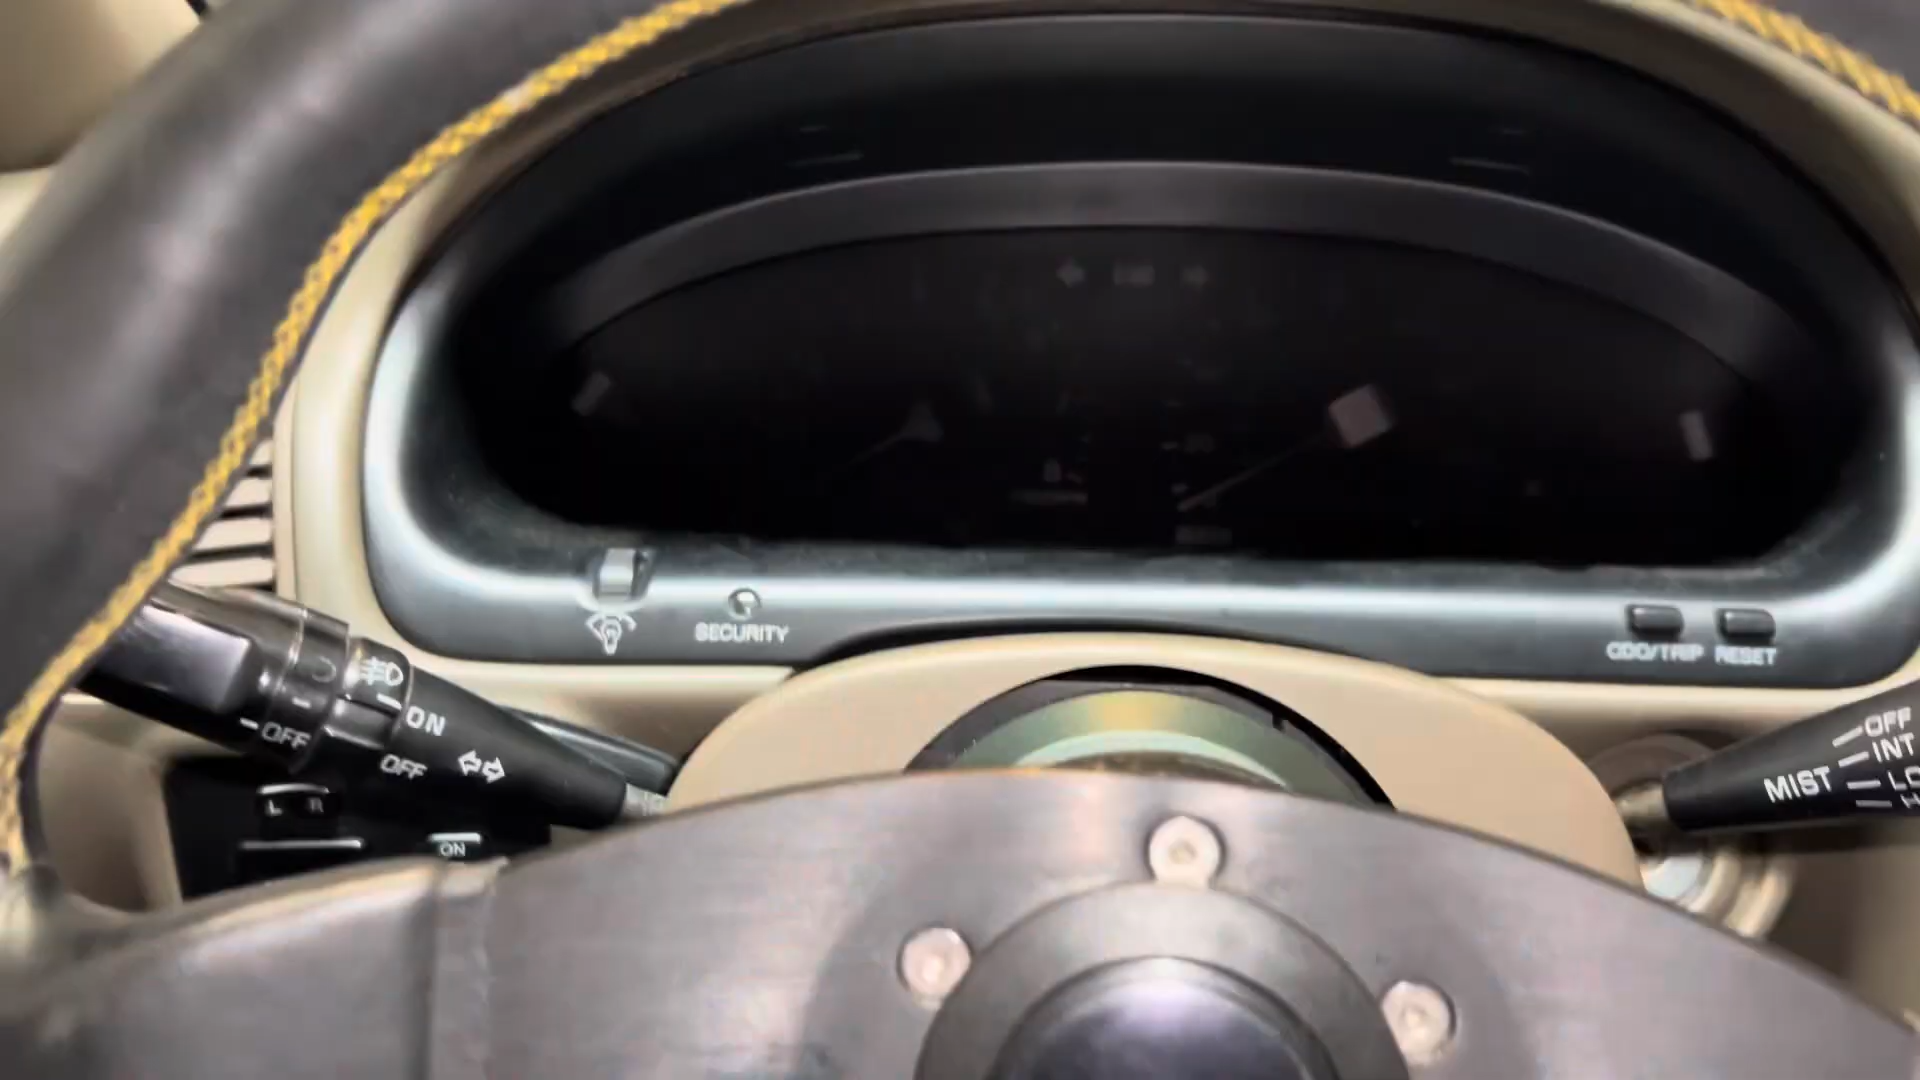 SECURITY
ODO/TRIP RESET
ON
OFF
OFF
L R
ON
OFF
INT
MIST